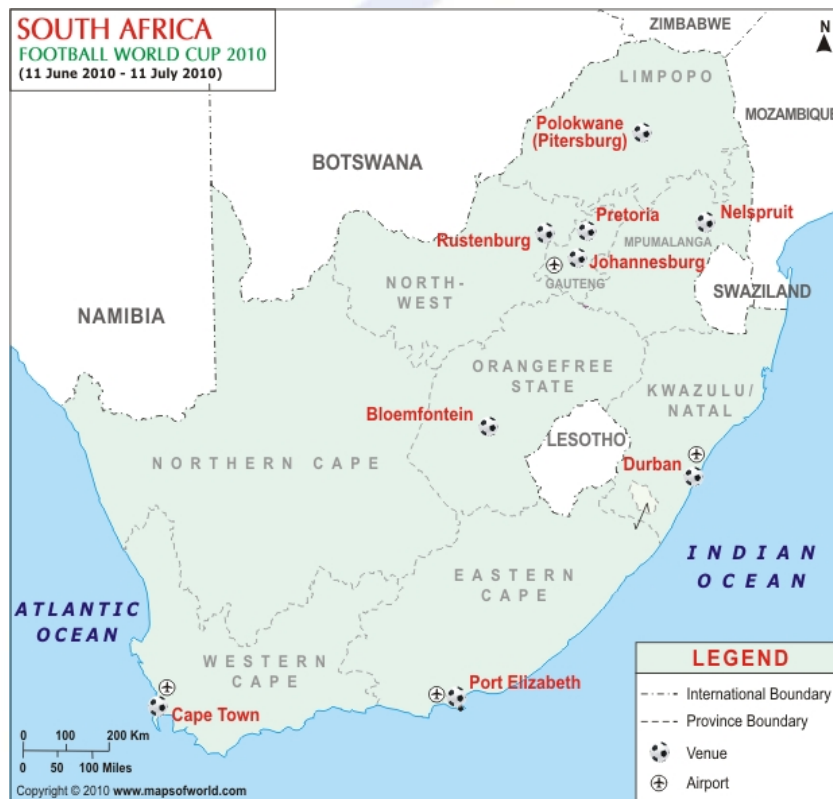 SOUTH AFRICA
FOOTBALL WORLD CUP 2010
(11 June 2010 - 11 July 2010)
ZIMBABWE
N
LIMPOPO
MOZAMBIQUE
Polokwane
(Pitersburg)
BOTSWANA
Pretoria
Nelspruit
Rustenburg
MPUMALANGA
Johannesburg
NORTH-
WEST
GAUTENG
SWAZILAND
NAMIBIA
ORANGEFREE
STATE
KWAZULU/
NATAL
Bloemfontein
LESOTHO
NORTHERN CAPE
Durban
INDIAN
OCEAN
EASTERN
CAPE
ATLANTIC
OCEAN
WESTERN
CAPE
Port Elizabeth
Cape Town
LEGEND
International Boundary
Province Boundary
Venue
Airport
0 100 200 Km
0 50 100 Miles
Copyright © 2010 www.mapsofworld.com